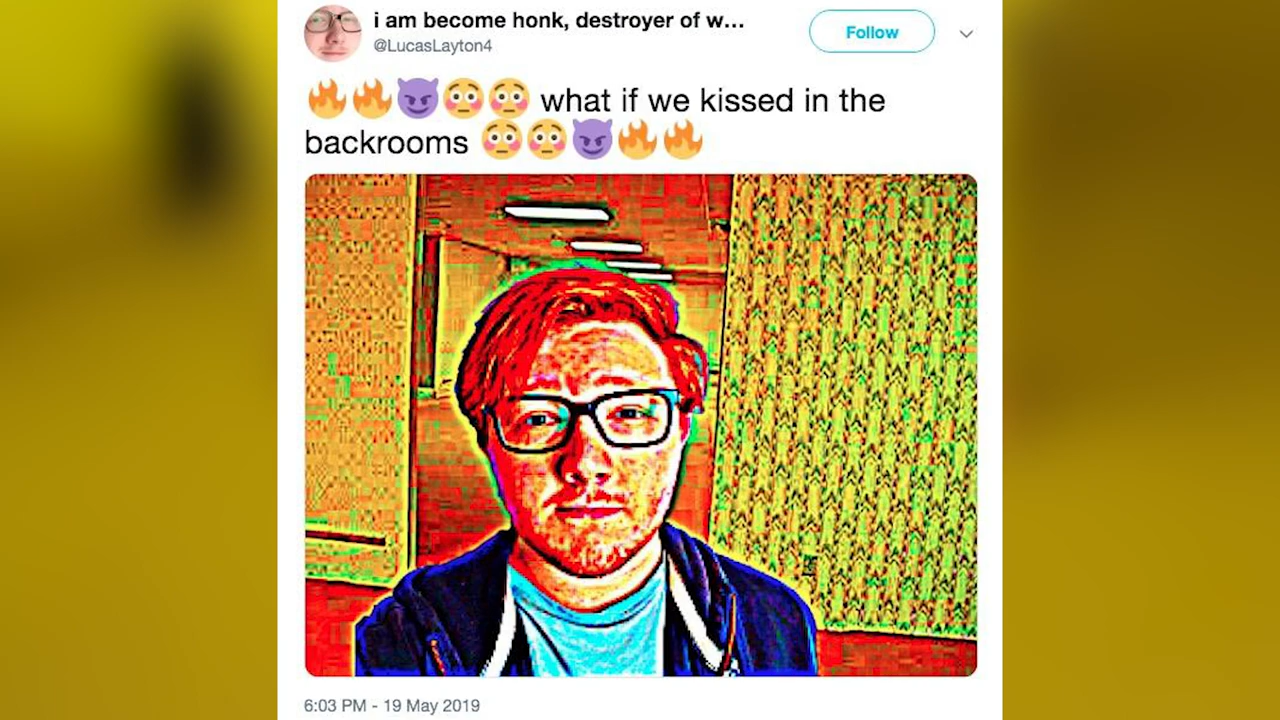 i am become honk, destroyer of w...
@LucasLayton4
Follow
🔥🔥😈😳😳 what if we kissed in the
backrooms 😳😳😈🔥🔥
6:03 PM - 19 May 2019